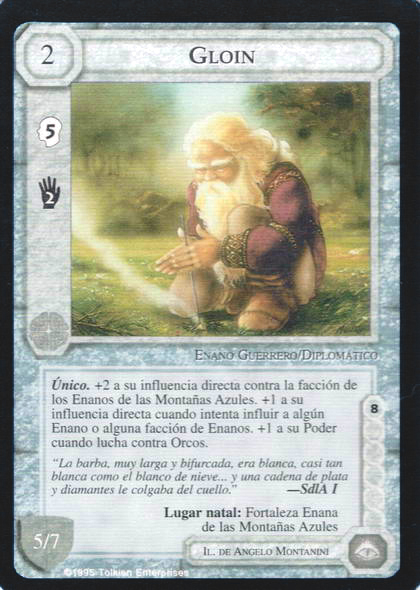 2
GLOIN
5
2
ENANO GUERRERO/DIPLOMÁTICO
Único. +2 a su influencia directa contra la facción de
los Enanos de las Montañas Azules. +1 a su
influencia directa cuando intenta influir a algún
Enano o alguna facción de Enanos. +1 a su Poder
cuando lucha contra Orcos.
8
“La barba, muy larga y bifurcada, era blanca, casi tan
blanca como el blanco de nieve... y una cadena de plata
y diamantes le colgaba del cuello.” —SdlA I
Lugar natal: Fortaleza Enana
de las Montañas Azules
5/7
IL. DE ANGELO MONTANINI
©1995 Tolkien Enterprises